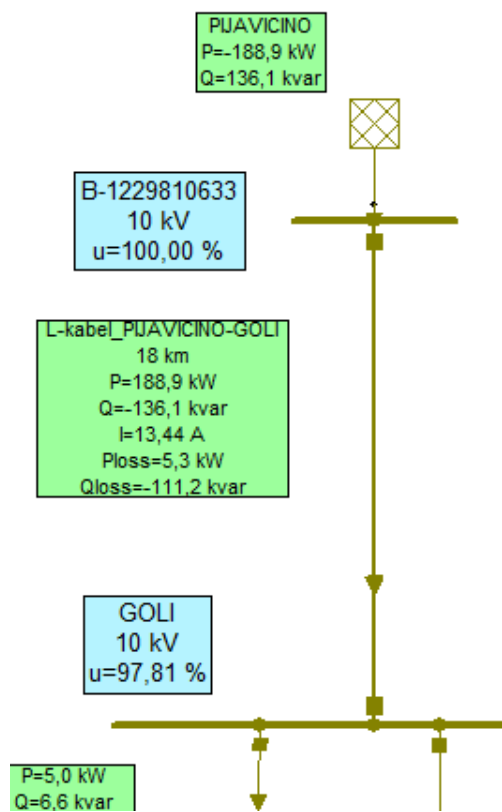 PIJAVICINO
P=-188,9 kW
Q=136,1 kvar
B-1229810633
10 kV
u=100,00 %
L-kabel_PIJAVICINO-GOLI
18 km
P=188,9 kW
Q=-136,1 kvar
I=13,44 A
Ploss=5,3 kW
Qloss=-111,2 kvar
GOLI
10 kV
u=97,81 %
P=5,0 kW
Q=6,6 kvar